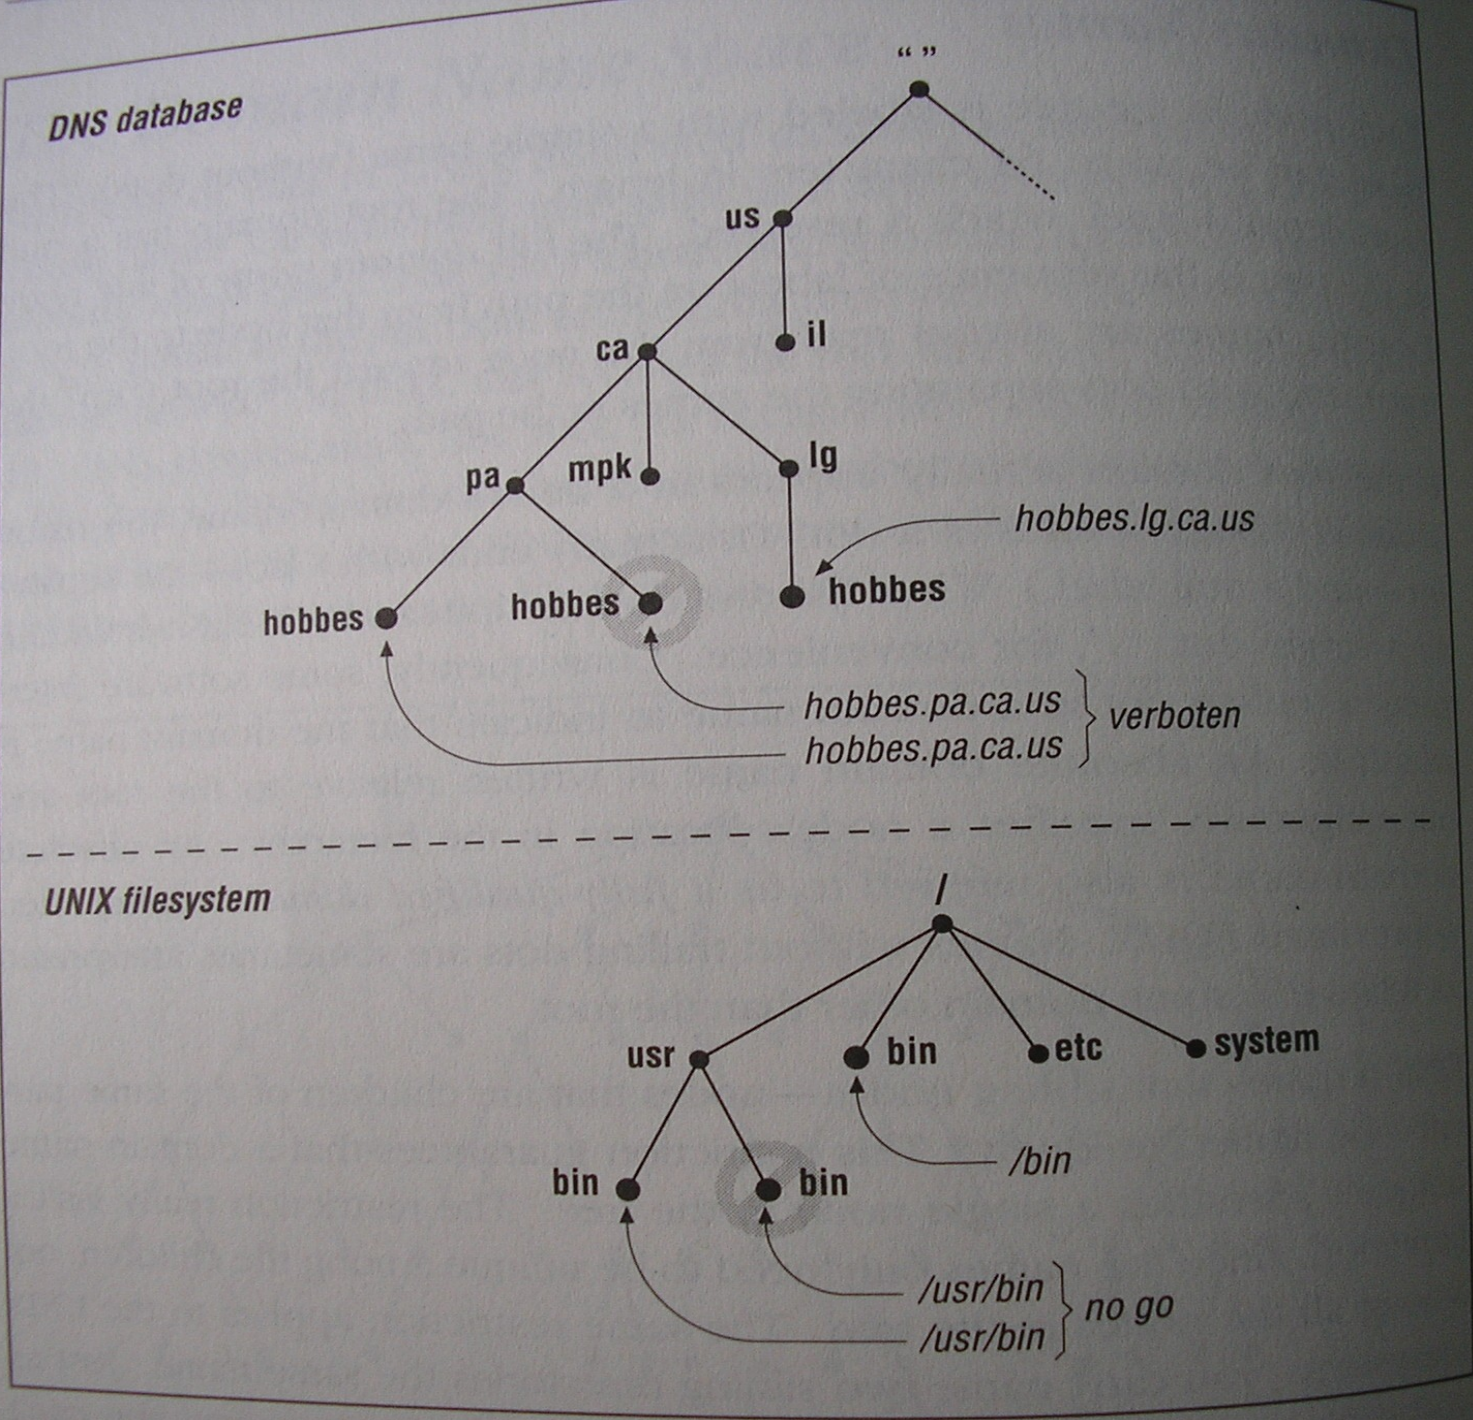 “ ”
DNS database
us
il
ca
lg
pa
mpk
hobbes.lg.ca.us
hobbes
hobbes
hobbes
hobbes.pa.ca.us
verboten
hobbes.pa.ca.us
UNIX filesystem
/
usr
bin
etc
system
/bin
bin
bin
/usr/bin
no go
/usr/bin